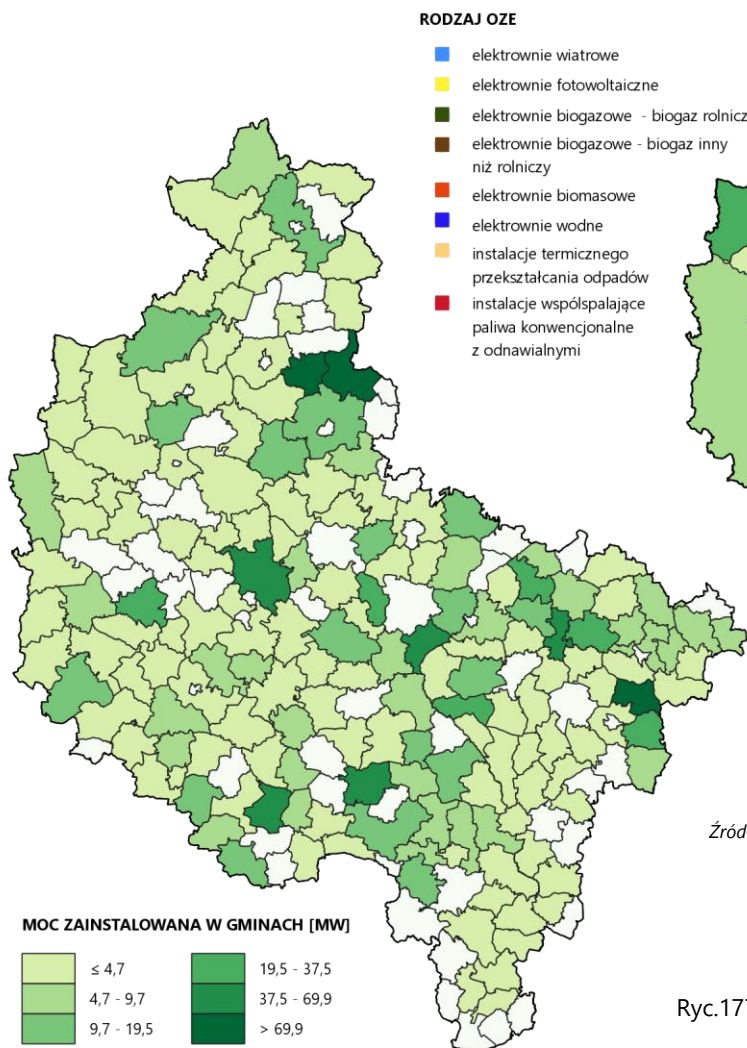 RODZAJ OZE
elektrownie wiatrowe
elektrownie fotowoltaiczne
elektrownie biogazowe - biogaz rolnicz
elektrownie biogazowe - biogaz inny
niż rolniczy
elektrownie biomasowe
elektrownie wodne
instalacje termicznego
przekształcania odpadów
instalacje wspólspalające
paliwa konwencjonalne
z odnawialnymi
Źród
MOC ZAINSTALOWANA W GMINACH [MW]
≤ 4,7
4,7 - 9,7
9,7 - 19,5
19,5 - 37,5
37,5 - 69,9
> 69,9
Ryc.177